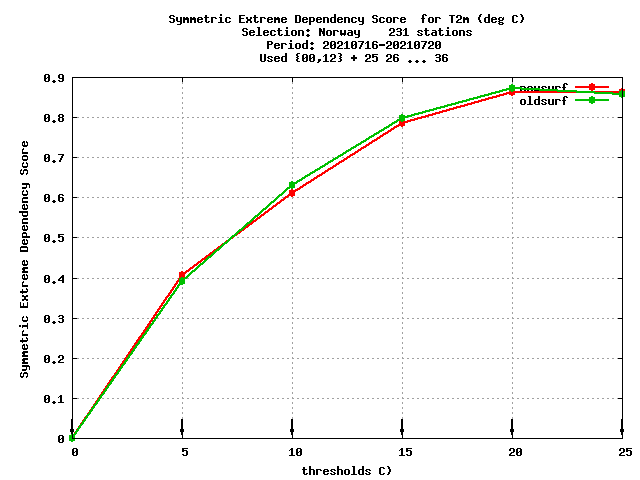 Symmetric Extreme Dependency Score  for T2m (deg C)
Selection: Norway    231 stations
Period: 20210716-20210720
Used {00,12} + 25 26 ... 36
Symmetric Extreme Dependency Score
0.9
0.8
0.7
0.6
0.5
0.4
0.3
0.2
0.1
0
newsurf
oldsurf
0 5 10 15 20 25
thresholds C)